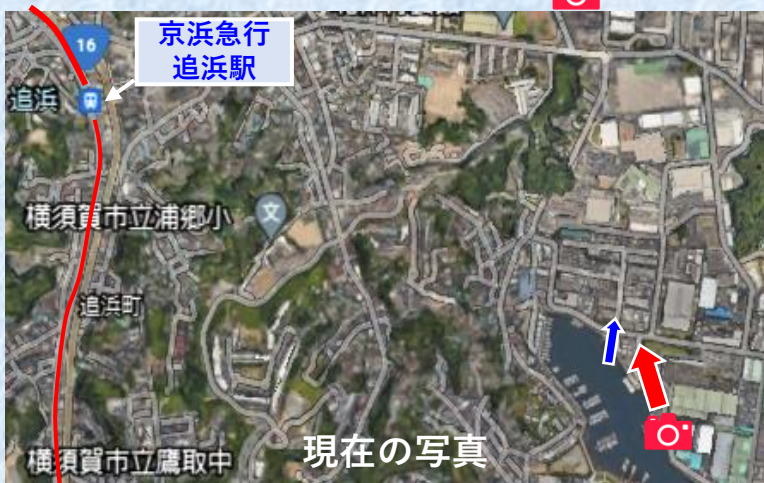 16
京浜急行
追浜駅
追浜
横須賀市立浦郷小
文
追浜町
横須賀市立鷹取中
現在の写真